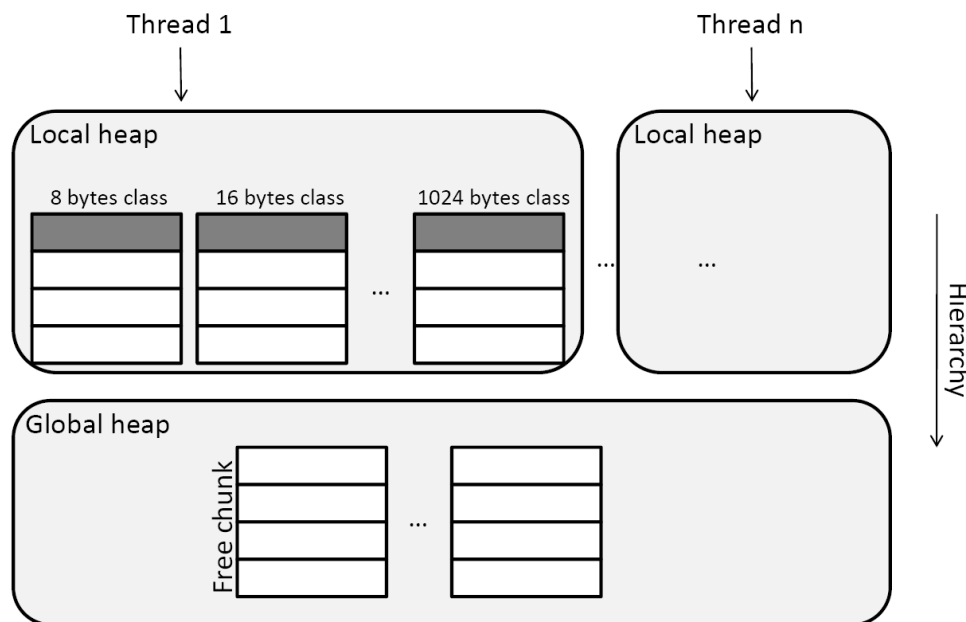 Thread 1
Thread n
Local heap
Local heap
8 bytes class
16 bytes class
1024 bytes class
...
...
...
Hierarchy
Global heap
Free chunk
...